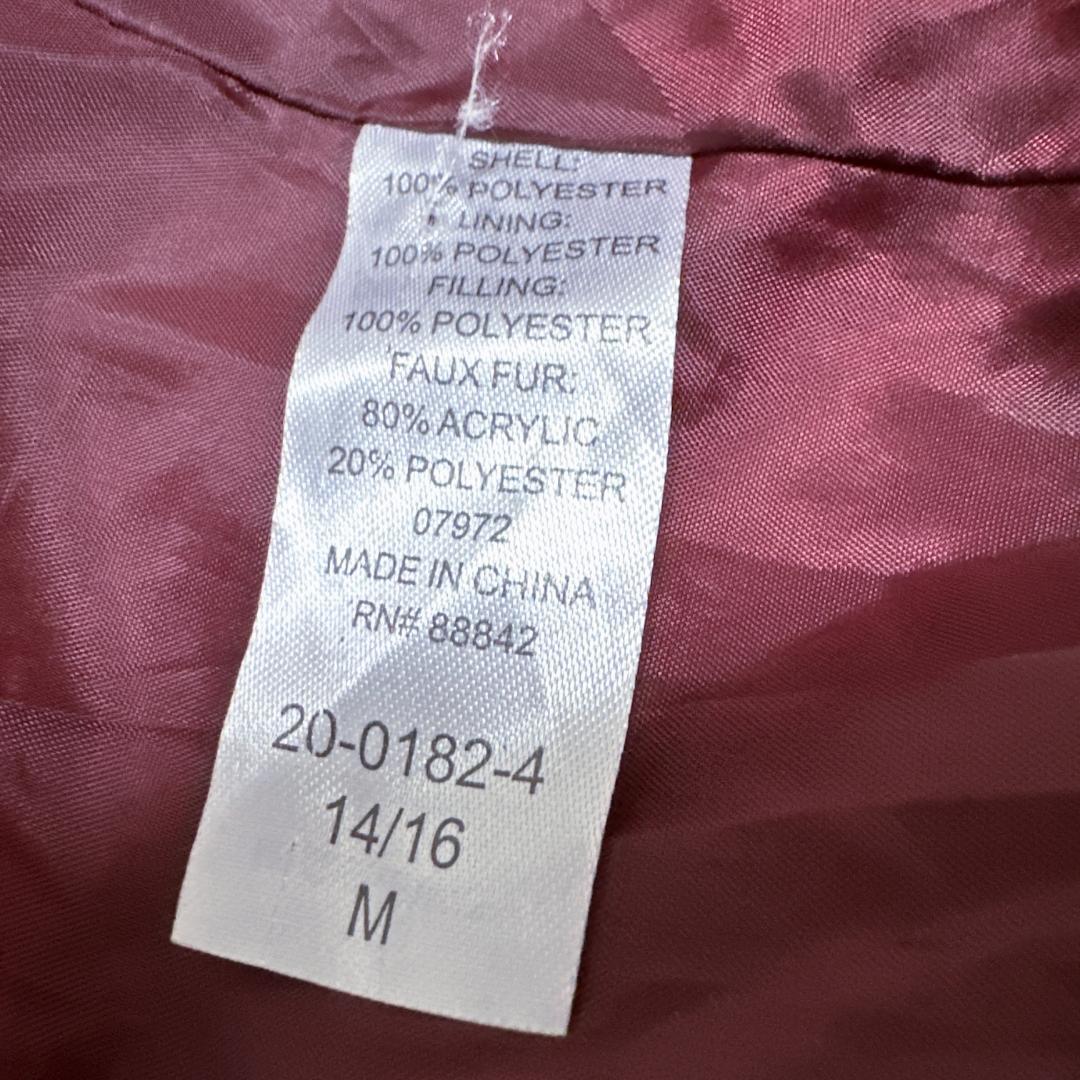 SHELL:
100% POLYESTER
LINING:
100% POLYESTER
FILLING:
100% POLYESTER
FAUX FUR:
80% ACRYLIC
20% POLYESTER
07972
MADE IN CHINA
RN# 88842
20-0182-4
14/16
M